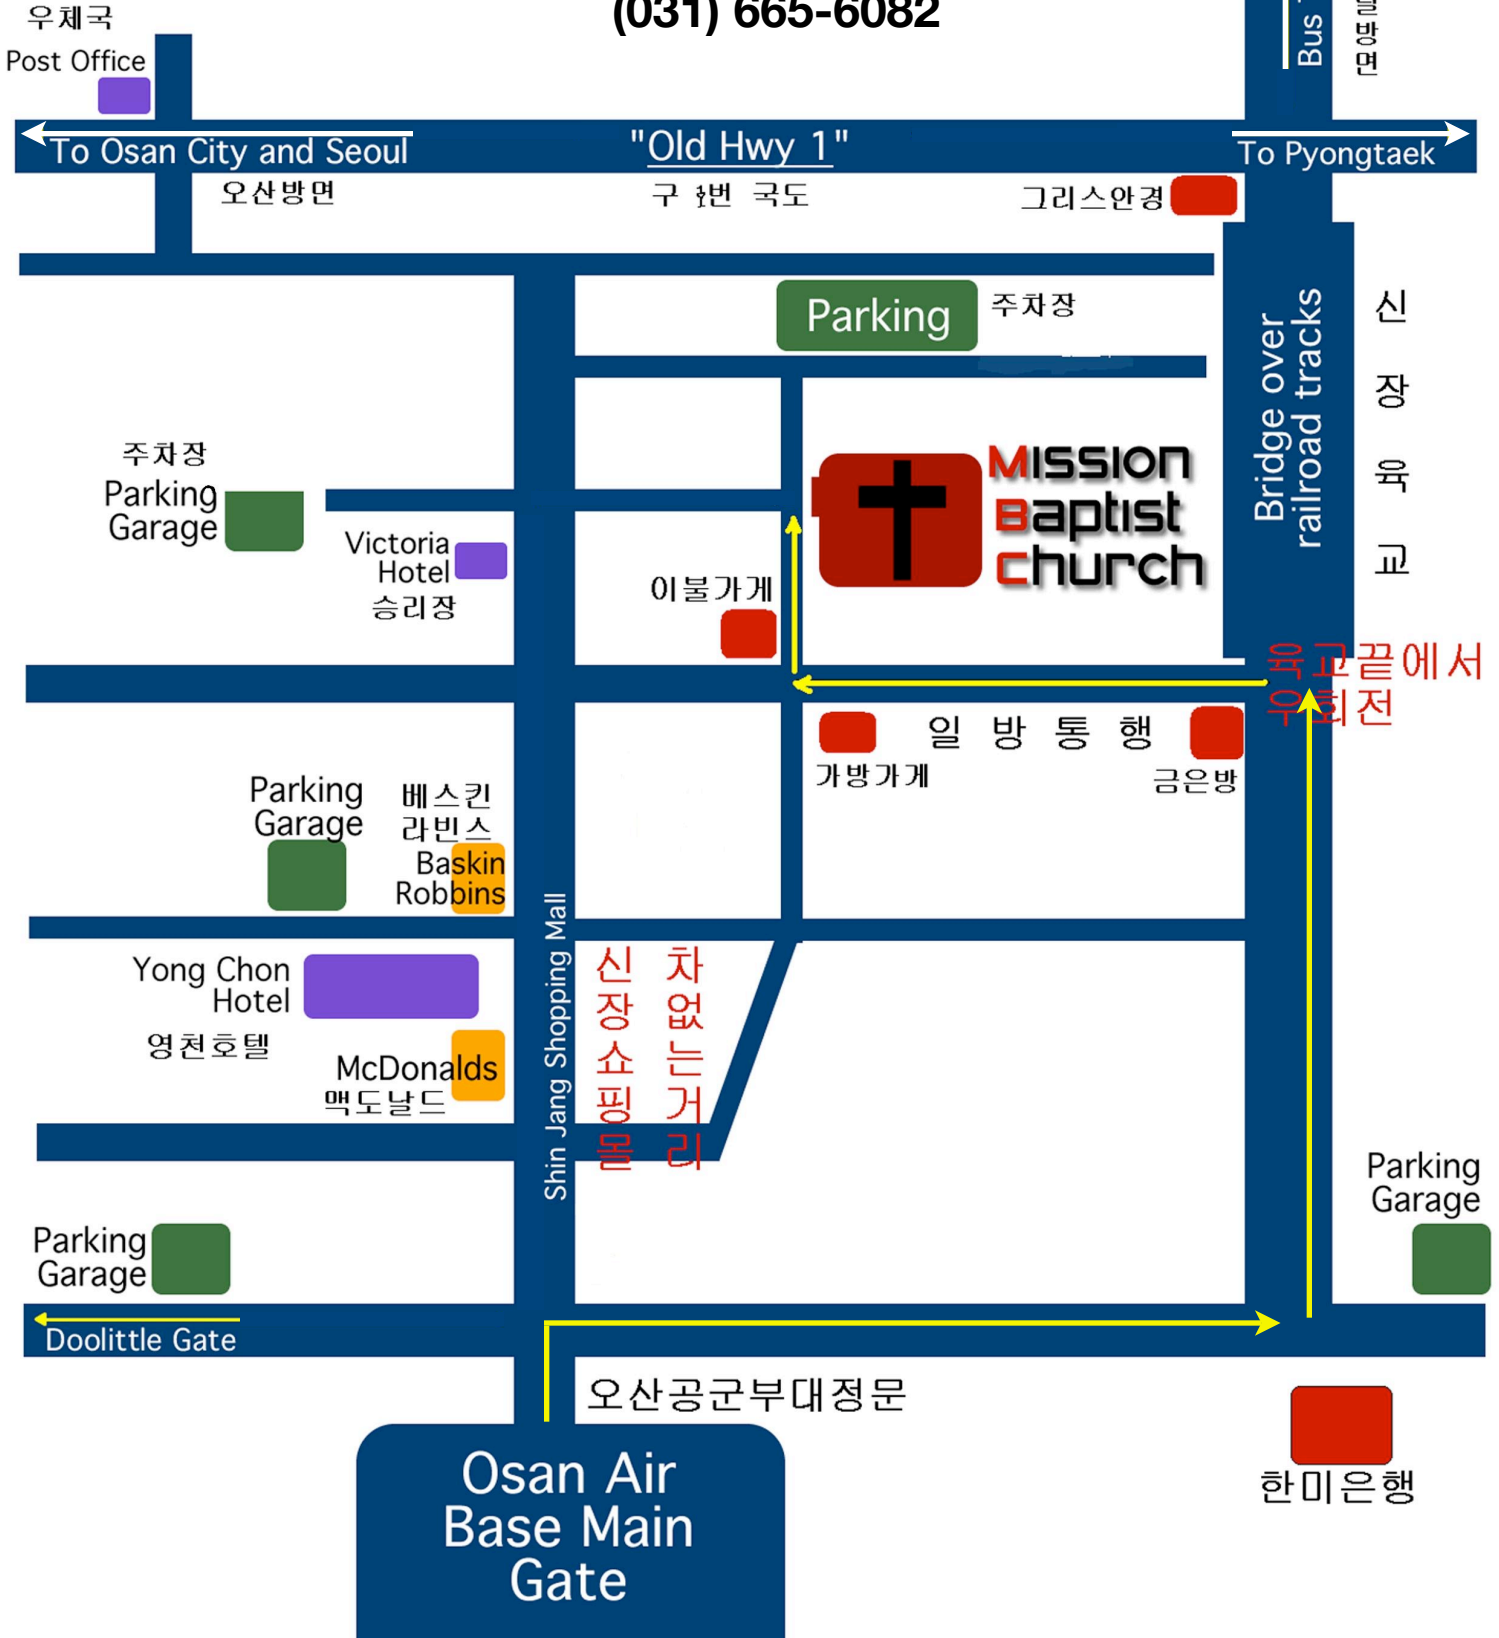 (031) 665-6082
우체국
Post Office
Bus
방면
To Osan City and Seoul
"Old Hwy 1"
To Pyongtaek
오산방면
구 1번 국도
그리스안경
Parking
주차장
Bridge over
railroad tracks
신장육교
주차장
Parking
Garage
Mission
Baptist
Church
Victoria
Hotel
승리장
이불가게
육교끝에서
우회전
일방통행
가방가게
금은방
Parking
Garage
베스킨
라빈스
Baskin
Robbins
Shin Jang Shopping Mall
신장쇼핑몰
차없는거리
Yong Chon
Hotel
영천호텔
McDonalds
맥도날드
Parking
Garage
Parking
Garage
Doolittle Gate
오산공군부대정문
Osan Air
Base Main
Gate
한미은행